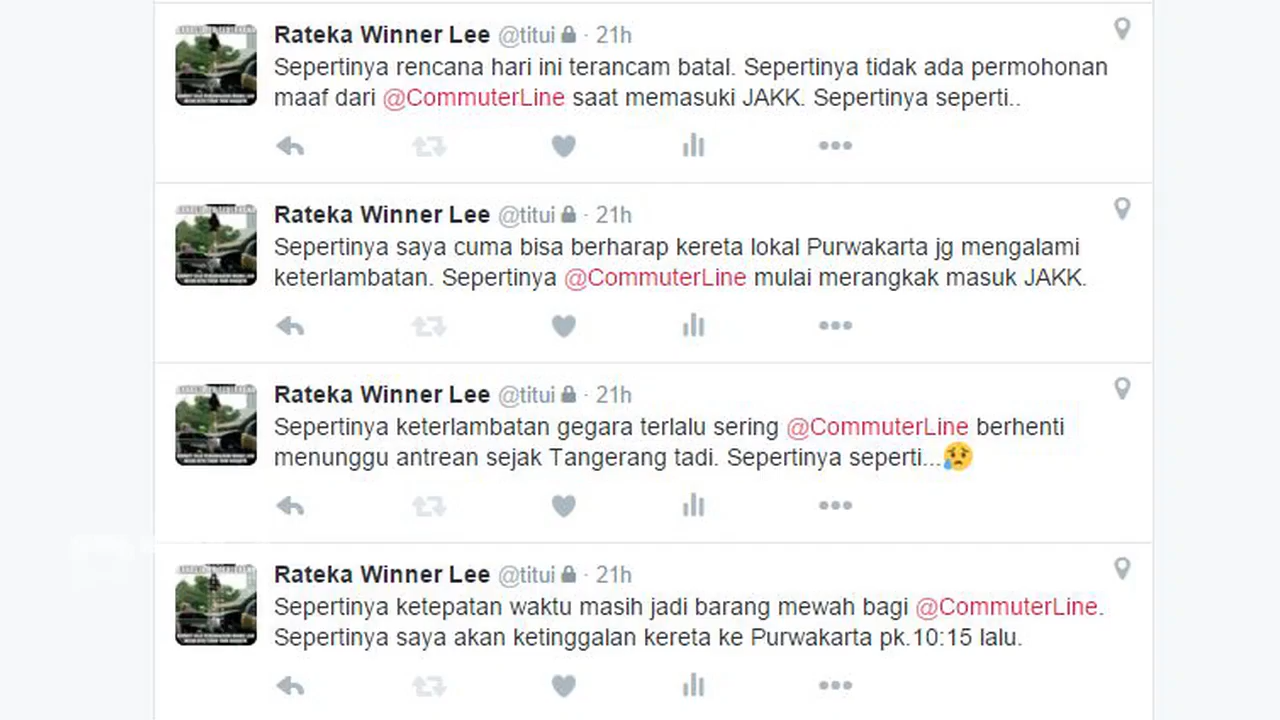 Rateka Winner Lee @titui · 21h
Sepertinya rencana hari ini terancam batal. Sepertinya tidak ada permohonan
maaf dari @CommuterLine saat memasuki JAKK. Sepertinya seperti..
Rateka Winner Lee @titui · 21h
Sepertinya saya cuma bisa berharap kereta lokal Purwakarta jg mengalami
keterlambatan. Sepertinya @CommuterLine mulai merangkak masuk JAKK.
Rateka Winner Lee @titui · 21h
Sepertinya keterlambatan gegara terlalu sering @CommuterLine berhenti
menunggu antrean sejak Tangerang tadi. Sepertinya seperti...😥
Rateka Winner Lee @titui · 21h
Sepertinya ketepatan waktu masih jadi barang mewah bagi @CommuterLine.
Sepertinya saya akan ketinggalan kereta ke Purwakarta pk.10:15 lalu.